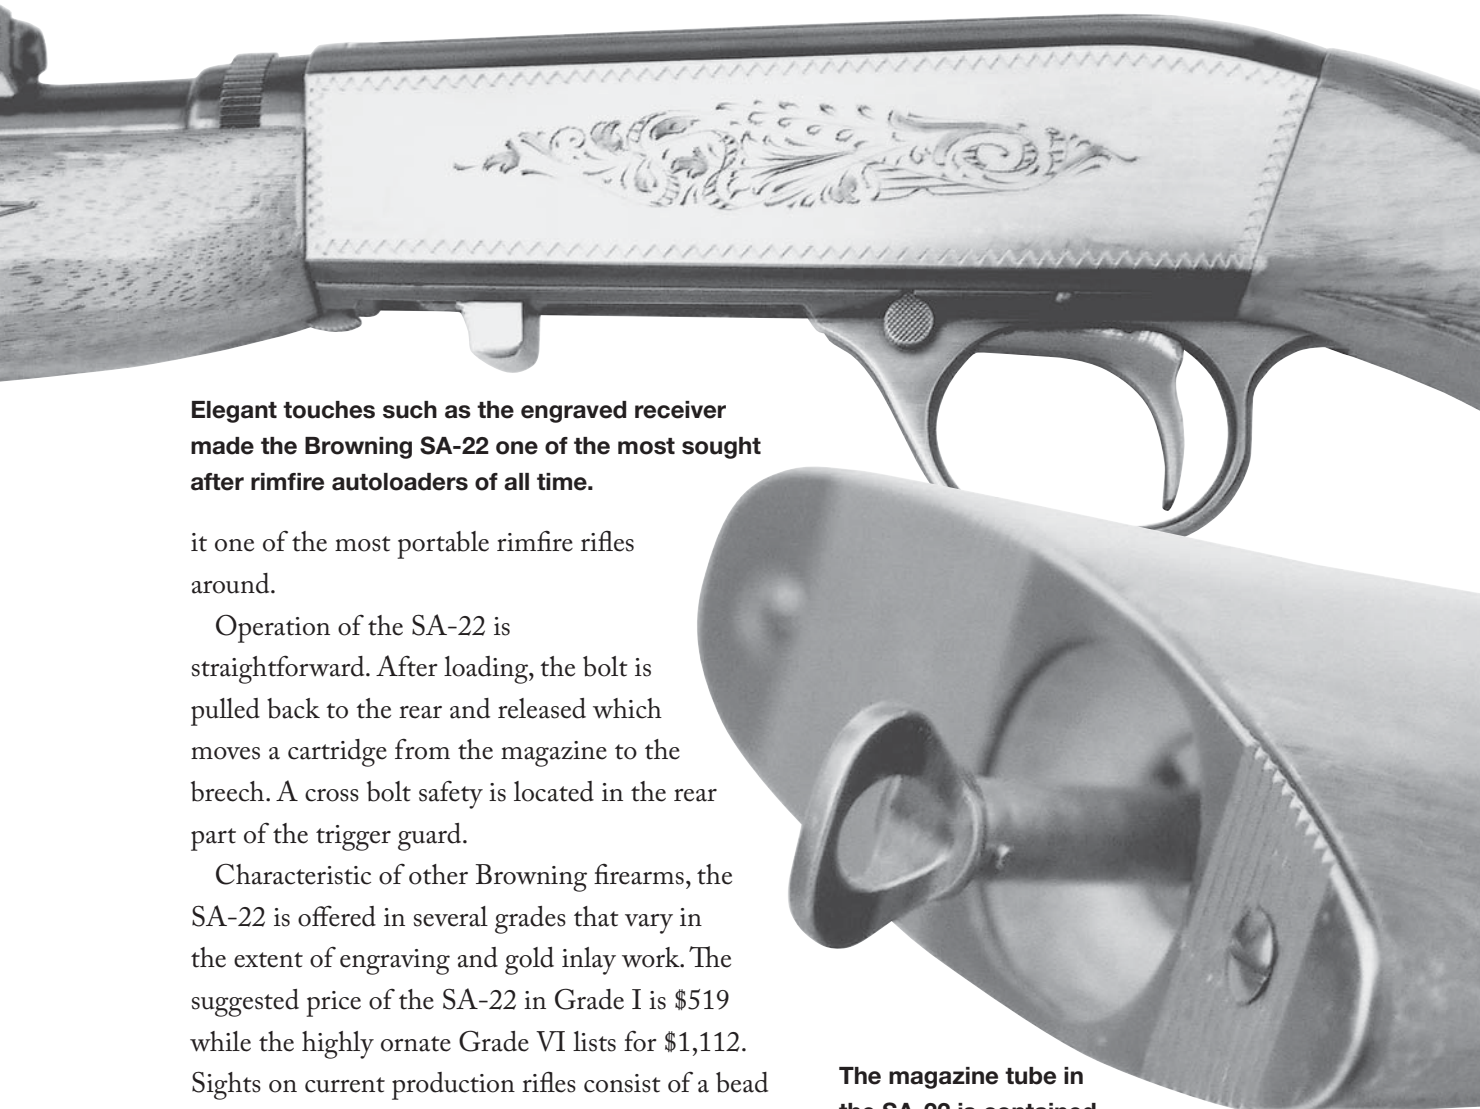 Elegant touches such as the engraved receiver
made the Browning SA-22 one of the most sought
after rimfire autoloaders of all time.
it one of the most portable rimfire rifles
around.
Operation of the SA-22 is
straightforward. After loading, the bolt is
pulled back to the rear and released which
moves a cartridge from the magazine to the
breech. A cross bolt safety is located in the rear
part of the trigger guard.
Characteristic of other Browning firearms, the
SA-22 is offered in several grades that vary in
the extent of engraving and gold inlay work. The
suggested price of the SA-22 in Grade I is $519
while the highly ornate Grade VI lists for $1,112.
Sights on current production rifles consist of a bead
The magazine tube in
the SA-22 is contained